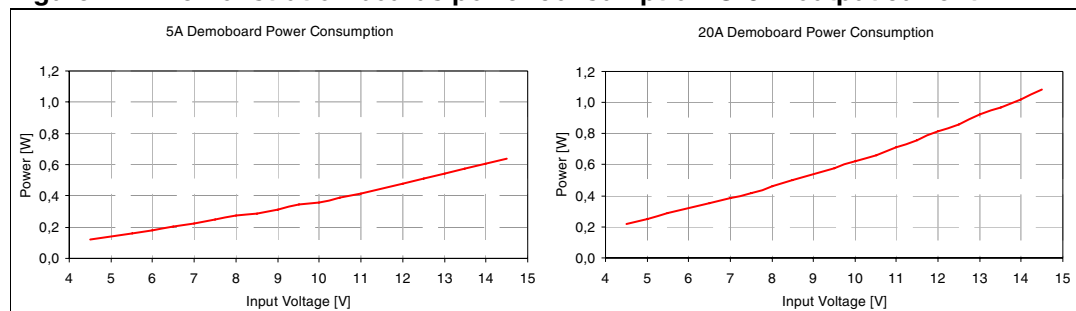 5A Demoboard Power Consumption
Power [W]
1,2
1,0
0,8
0,6
0,4
0,2
0,0
4 5 6 7 8 9 10 11 12 13 14 15
Input Voltage [V]
20A Demoboard Power Consumption
Power [W]
1,2
1,0
0,8
0,6
0,4
0,2
0,0
4 5 6 7 8 9 10 11 12 13 14 15
Input Voltage [V]